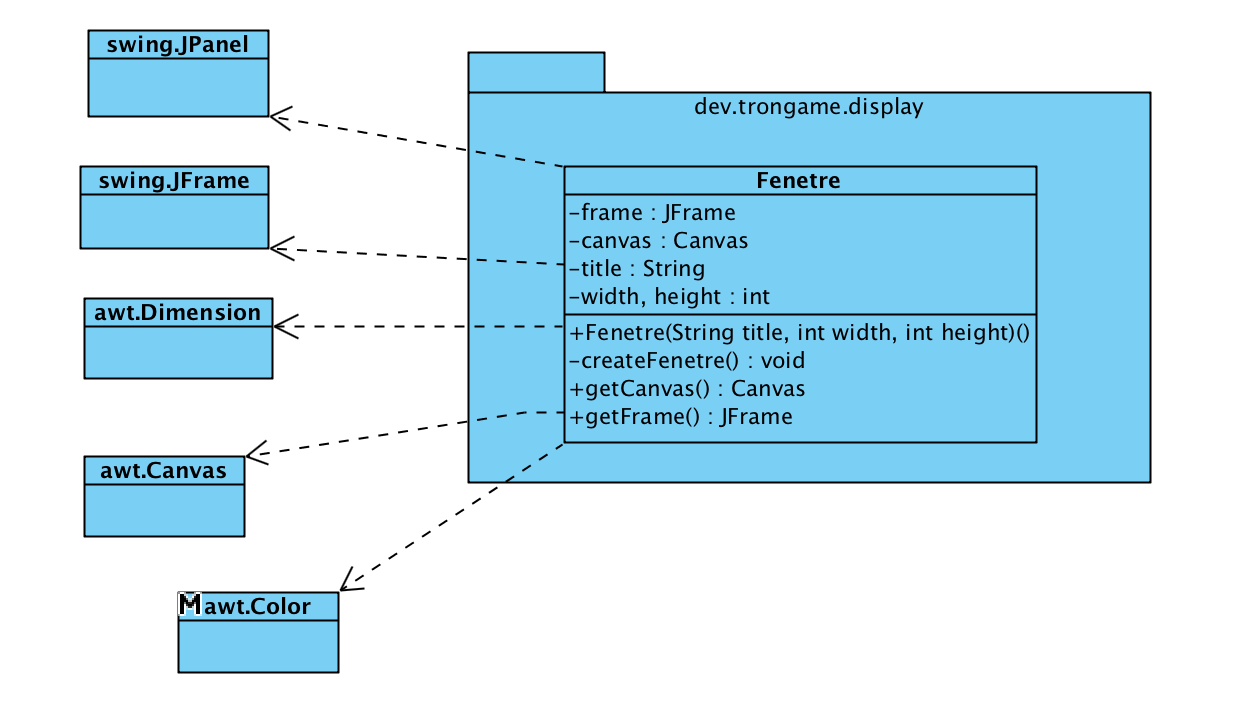 swing.JPanel
swing.JFrame
awt.Dimension
awt.Canvas
M awt.Color
dev.trongame.display
Fenetre
-frame : JFrame
-canvas : Canvas
-title : String
-width, height : int
+Fenetre(String title, int width, int height)()
-createFenetre() : void
+getCanvas() : Canvas
+getFrame() : JFrame